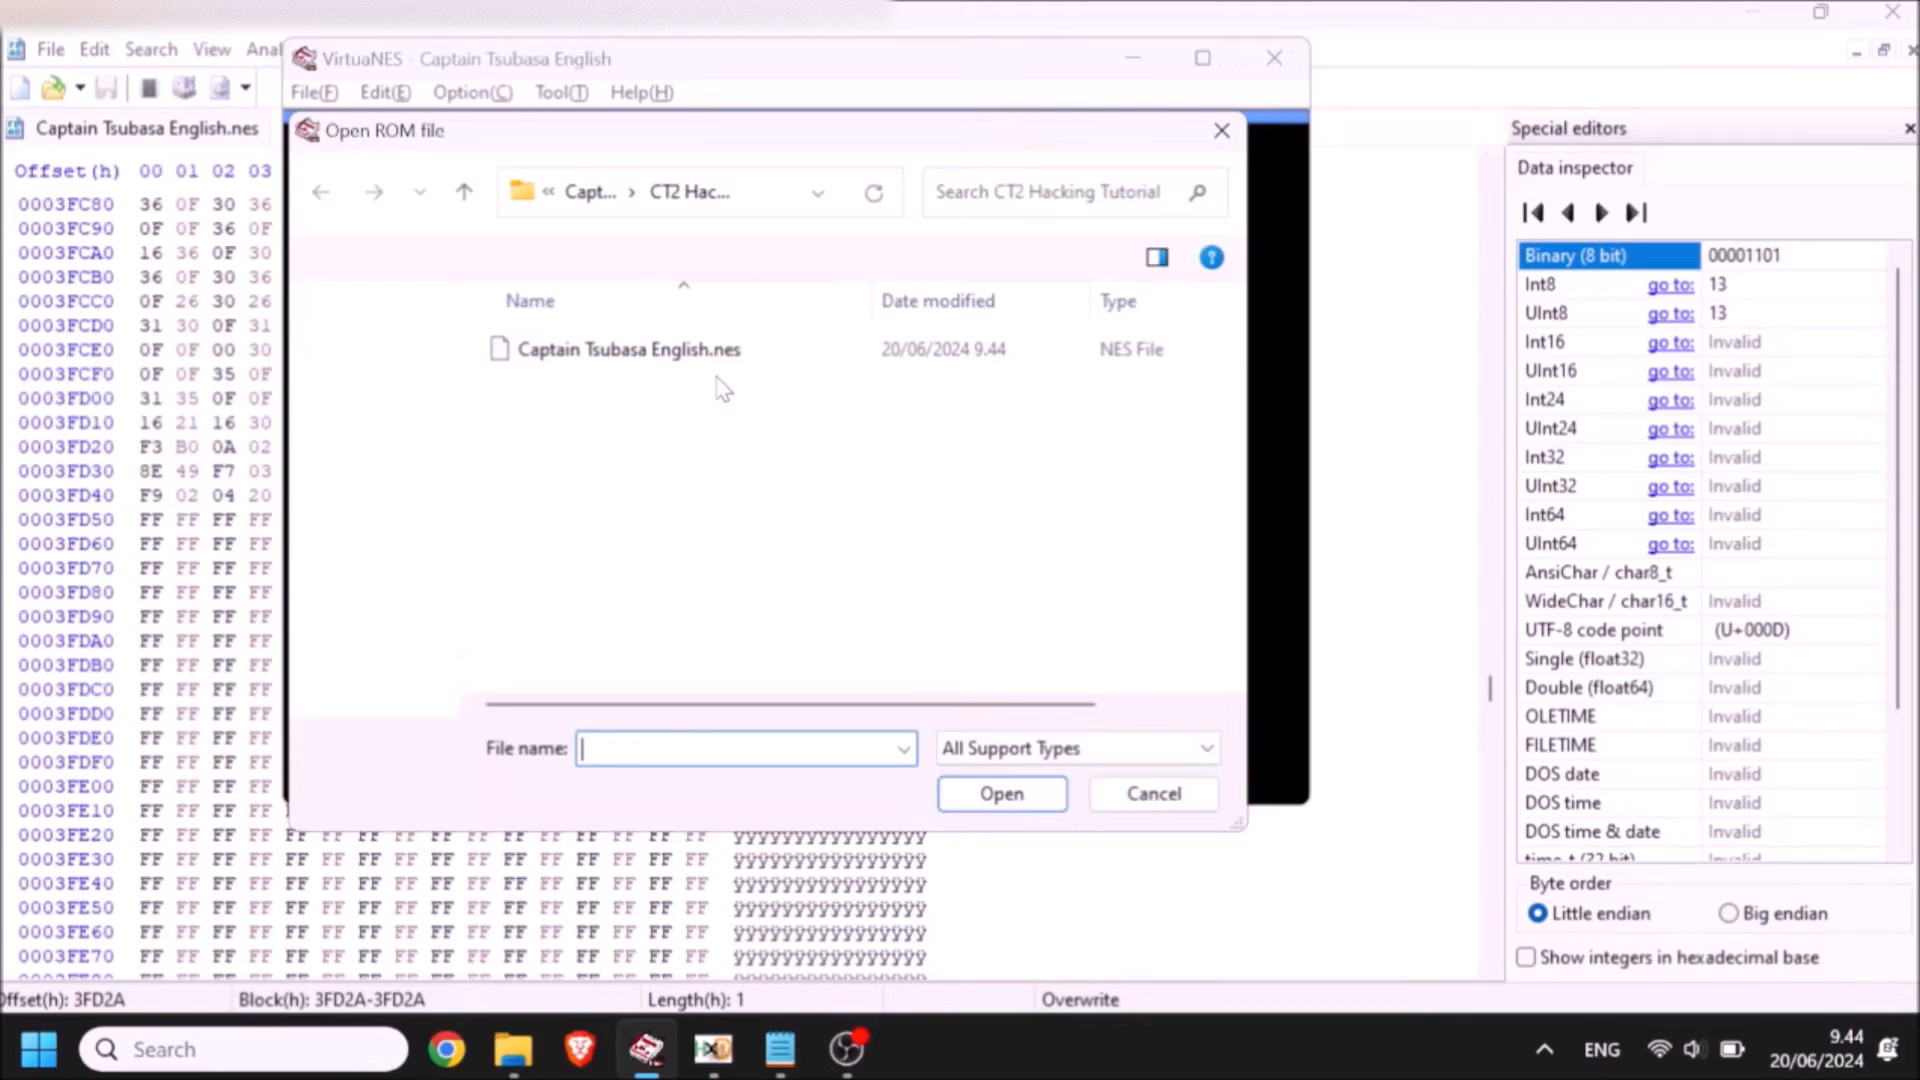 File Edit Search View Anal
VirtuaNES - Captain Tsubasa English
File(F) Edit(E) Option(O) Tool(T) Help(H)
Captain Tsubasa English.nes
Open ROM file
Special editors
Data inspector
« Capt... › CT2 Hac...
Search CT2 Hacking Tutorial
Offset(h) 00 01 02 03
0003FC80 36 0F 30 36
0003FC90 0F 0F 36 0F
0003FCA0 16 36 0F 30
0003FCB0 36 0F 30 36
0003FCC0 0F 26 30 26
0003FCD0 31 30 0F 31
0003FCE0 0F 0F 00 30
0003FCF0 0F 0F 35 0F
0003FD00 31 35 0F 0F
0003FD10 16 21 16 30
0003FD20 F3 B0 0A 02
0003FD30 8E 49 F7 03
0003FD40 F9 02 04 20
0003FD50 FF FF FF FF
0003FD60 FF FF FF FF
0003FD70 FF FF FF FF
0003FD80 FF FF FF FF
0003FD90 FF FF FF FF
0003FDA0 FF FF FF FF
0003FDB0 FF FF FF FF
0003FDC0 FF FF FF FF
0003FDD0 FF FF FF FF
0003FDE0 FF FF FF FF
0003FDF0 FF FF FF FF
0003FE00 FF FF FF FF
0003FE10 FF FF FF FF
0003FE20 FF FF FF FF FF FF FF FF FF FF FF FF FF FF FF FF ÿÿÿÿÿÿÿÿÿÿÿÿÿÿÿÿ
0003FE30 FF FF FF FF FF FF FF FF FF FF FF FF FF FF FF FF ÿÿÿÿÿÿÿÿÿÿÿÿÿÿÿÿ
0003FE40 FF FF FF FF FF FF FF FF FF FF FF FF FF FF FF FF ÿÿÿÿÿÿÿÿÿÿÿÿÿÿÿÿ
0003FE50 FF FF FF FF FF FF FF FF FF FF FF FF FF FF FF FF ÿÿÿÿÿÿÿÿÿÿÿÿÿÿÿÿ
0003FE60 FF FF FF FF FF FF FF FF FF FF FF FF FF FF FF FF ÿÿÿÿÿÿÿÿÿÿÿÿÿÿÿÿ
0003FE70 FF FF FF FF FF FF FF FF FF FF FF FF FF FF FF FF ÿÿÿÿÿÿÿÿÿÿÿÿÿÿÿÿ
Name Date modified Type
Captain Tsubasa English.nes 20/06/2024 9.44 NES File
File name: All Support Types
Open Cancel
Binary (8 bit) 00001101
Int8 go to: 13
UInt8 go to: 13
Int16 go to: Invalid
UInt16 go to: Invalid
Int24 go to: Invalid
UInt24 go to: Invalid
Int32 go to: Invalid
UInt32 go to: Invalid
Int64 go to: Invalid
UInt64 go to: Invalid
AnsiChar / char8_t
WideChar / char16_t Invalid
UTF-8 code point (U+000D)
Single (float32) Invalid
Double (float64) Invalid
OLETIME Invalid
FILETIME Invalid
DOS date Invalid
DOS time Invalid
DOS time & date Invalid
Byte order
Little endian Big endian
Show integers in hexadecimal base
Offset(h): 3FD2A Block(h): 3FD2A-3FD2A Length(h): 1 Overwrite
Search
ENG
9.44
20/06/2024